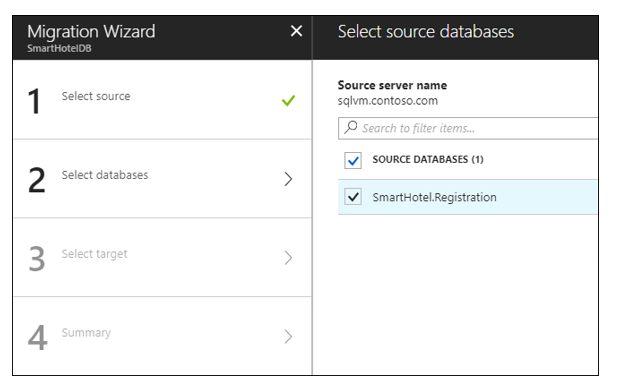 Migration Wizard
SmartHotelDB
1 Select source
2 Select databases
3 Select target
4 Summary
Select source databases
Source server name
sqlvm.contoso.com
Search to filter items...
SOURCE DATABASES (1)
SmartHotel.Registration